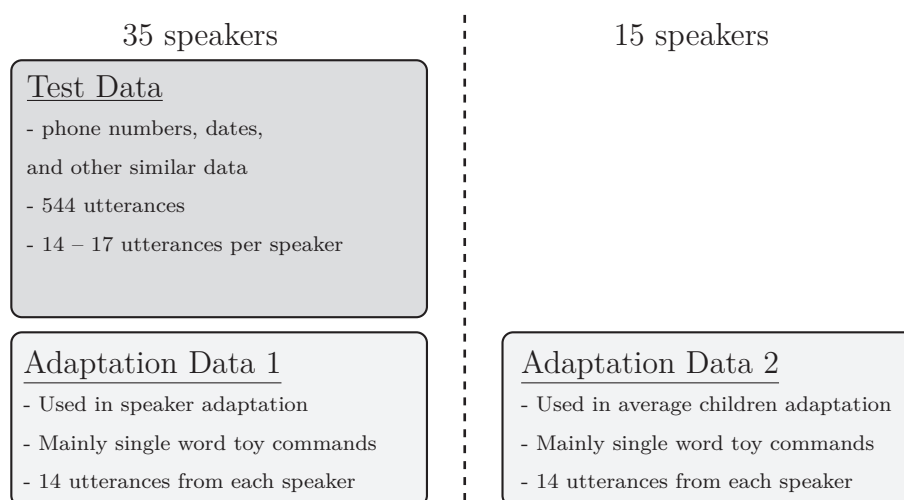 35 speakers
Test Data
- phone numbers, dates,
and other similar data
- 544 utterances
- 14 – 17 utterances per speaker
Adaptation Data 1
- Used in speaker adaptation
- Mainly single word toy commands
- 14 utterances from each speaker
15 speakers
Adaptation Data 2
- Used in average children adaptation
- Mainly single word toy commands
- 14 utterances from each speaker